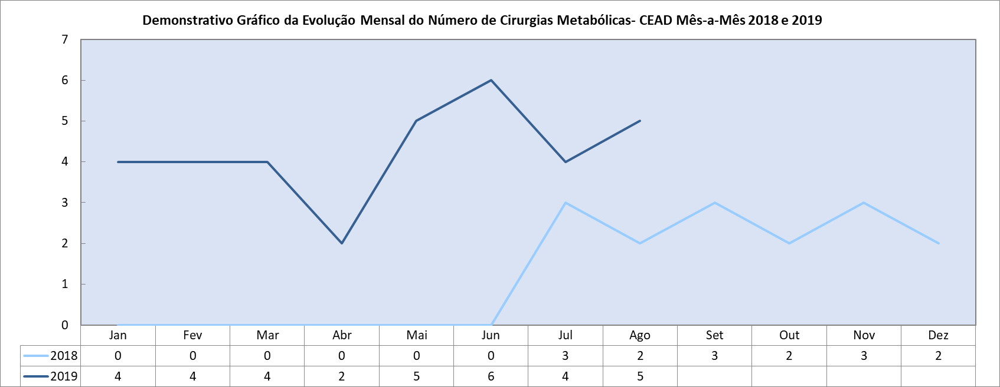 Demonstrativo Gráfico da Evolução Mensal do Número de Cirurgias Metabólicas- CEAD Mês-a-Mês 2018 e 2019
7
6
5
4
3
2
1
0
Jan Fev Mar Abr Mai Jun Jul Ago Set Out Nov Dez
2018 0 0 0 0 0 0 3 2 3 2 3 2
2019 4 4 4 2 5 6 4 5